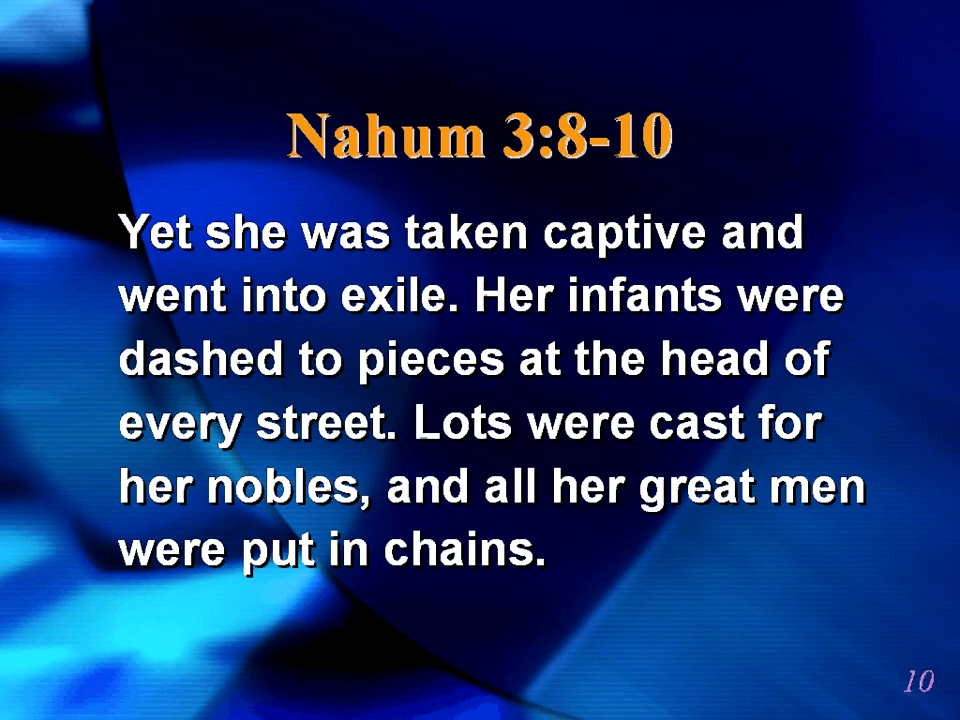 Nahum 3:8-10
Yet she was taken captive and
went into exile. Her infants were
dashed to pieces at the head of
every street. Lots were cast for
her nobles, and all her great men
were put in chains.
10